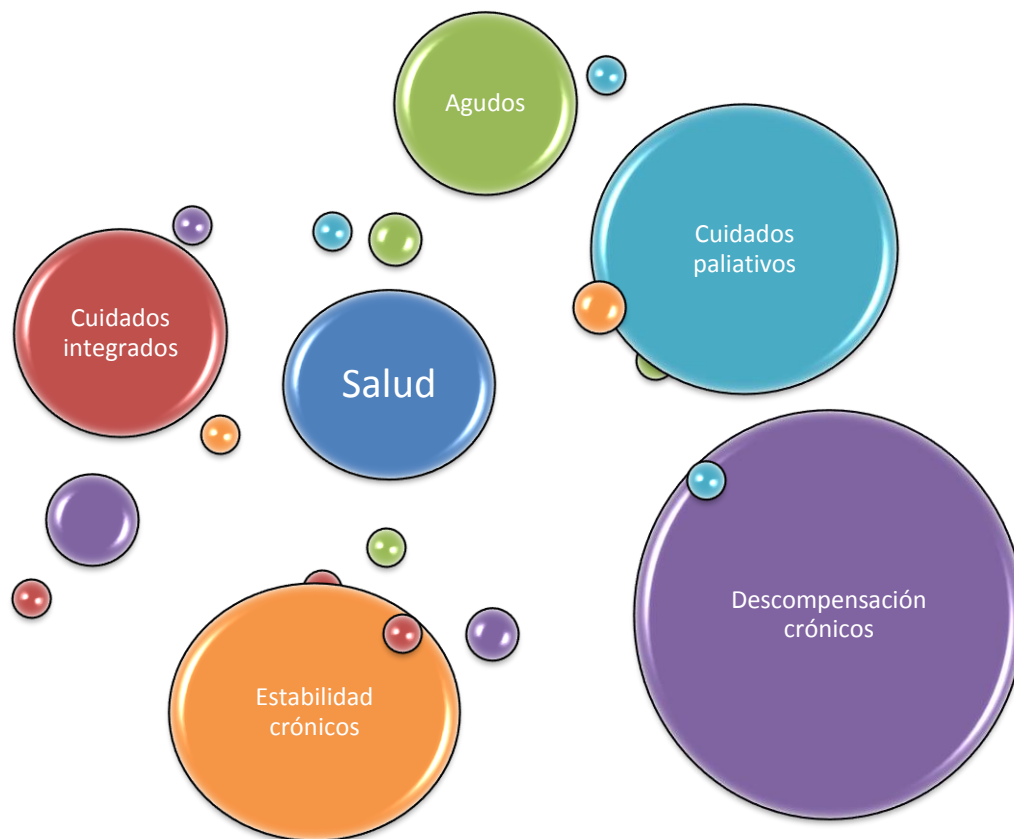 Agudos
Cuidados
paliativos
Cuidados
integrados
Salud
Descompensación
crónicos
Estabilidad
crónicos